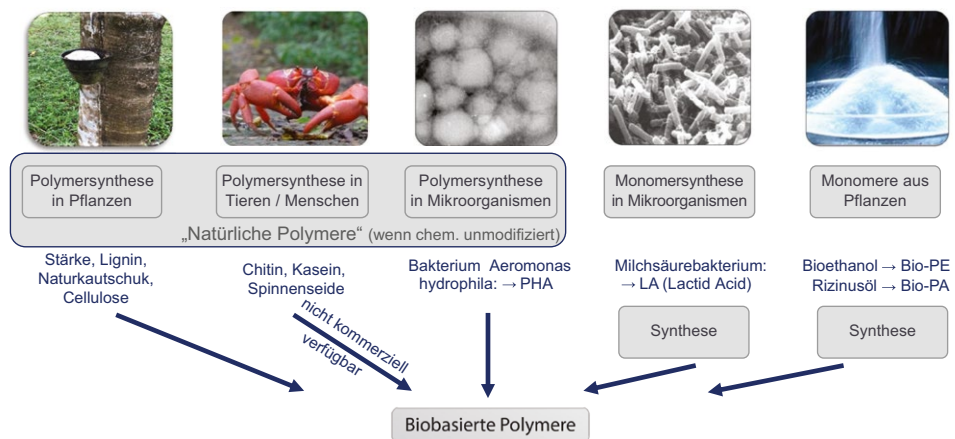 Polymersynthese
in Pflanzen
Polymersynthese in
Tieren / Menschen
Polymersynthese
in Mikroorganismen
Monomersynthese
in Mikroorganismen
Monomere aus
Pflanzen
„Natürliche Polymere“ (wenn chem. unmodifiziert)
Stärke, Lignin,
Naturkautschuk,
Cellulose
Chitin, Kasein,
Spinnenseide
nicht kommerziell
verfügbar
Bakterium Aeromonas
hydrophila: → PHA
Milchsäurebakterium:
→ LA (Lactid Acid)
Bioethanol → Bio-PE
Rizinusöl → Bio-PA
Synthese
Synthese
Biobasierte Polymere